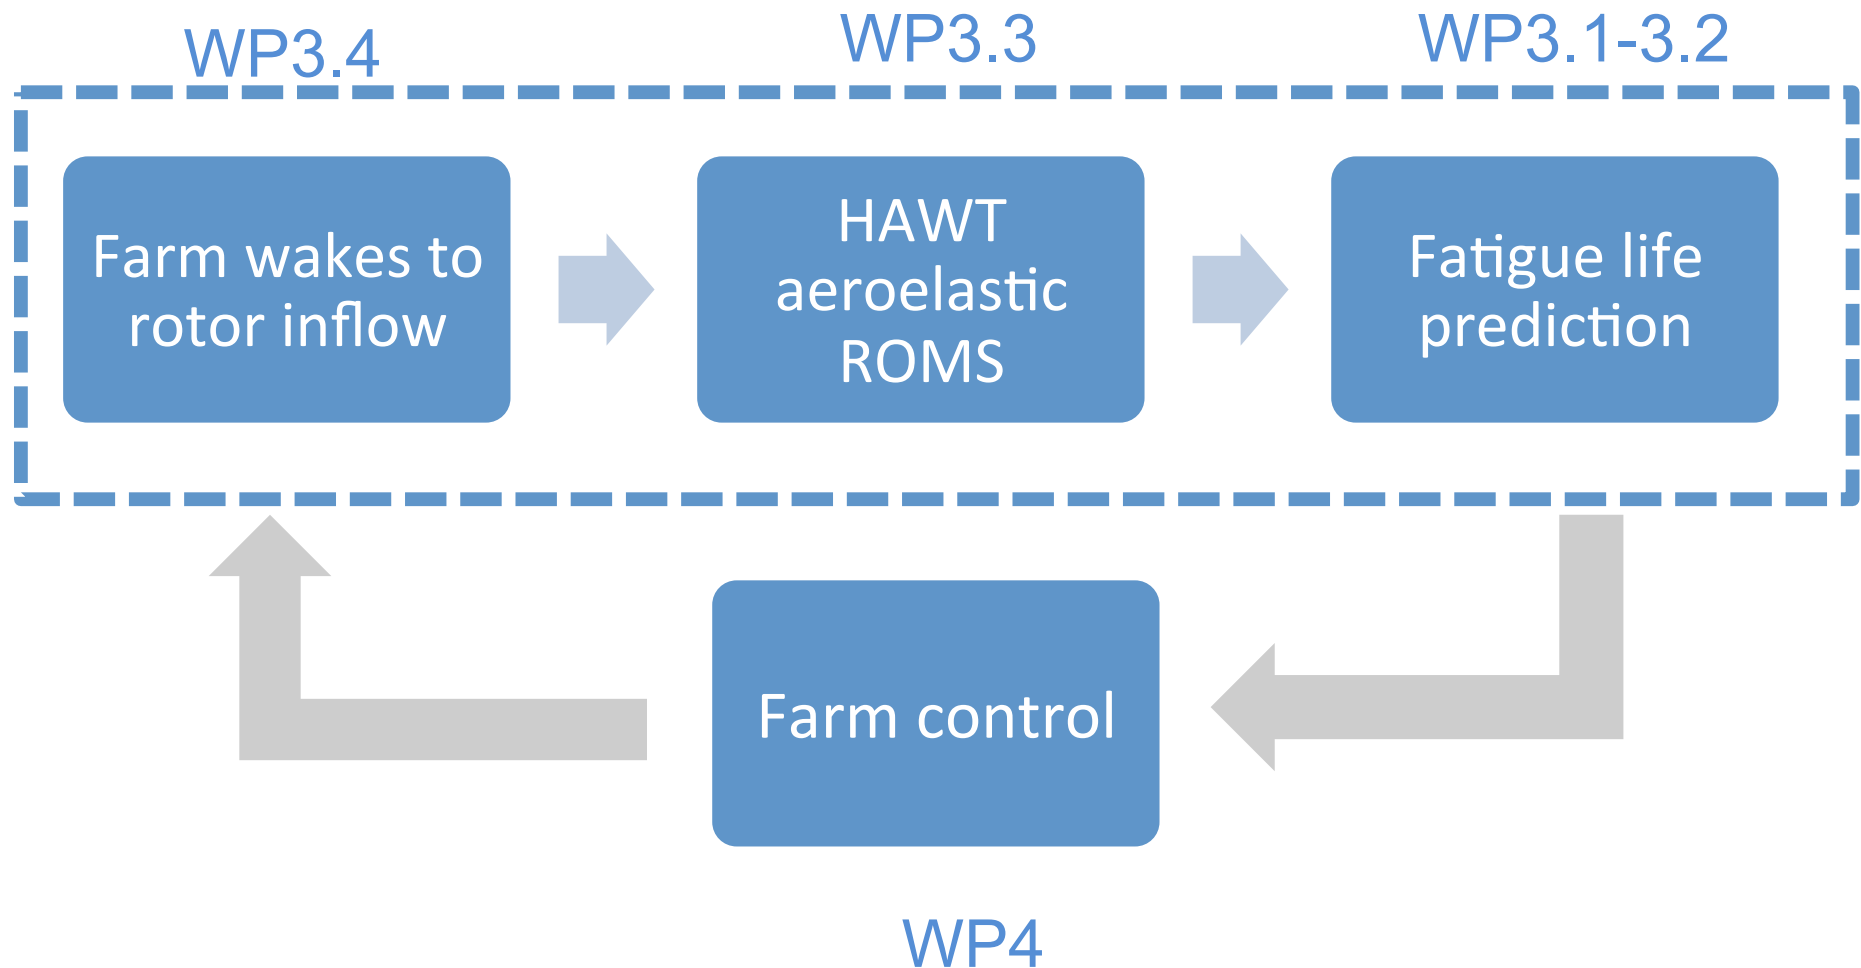 WP3.4
WP3.3
WP3.1-3.2
Farm wakes to
rotor inflow
HAWT
aeroelastic
ROMS
Fatigue life
prediction
Farm control
WP4